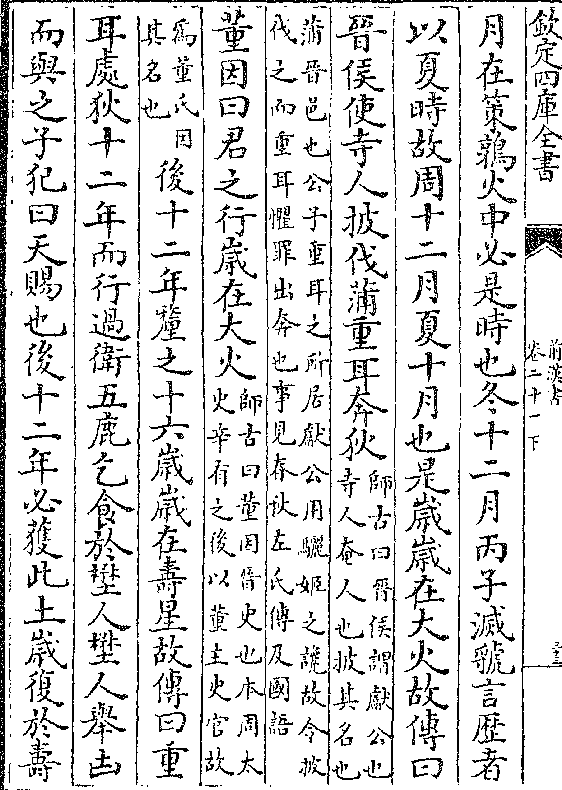 欽定四庫全書
前漢書
卷二十一下
月在策鶉火中必是時也冬十二月丙子滅虢言歴者
以夏時故周十二月夏十月也是歲歲在大火故傳曰
晉侯使寺人披伐蒲重耳奔狄
師古曰晉侯謂獻公也
寺人奄人也披其名也
蒲晉邑也公子重耳之所居獻公用驪姬之䜛故令披
伐之而重耳懼罪出奔也事見春秋左氏傳及國語
董因曰君之行歲在大火
師古曰董因晉史也本周太
史辛有之後以董主史官故
爲董氏因
其名也
後十二年釐之十六歲歲在壽星故傳曰重
耳處狄十二年而行過衛五鹿乞食於壄人壄人舉凷
而與之子犯曰天賜也後十二年必獲此土歲復於壽